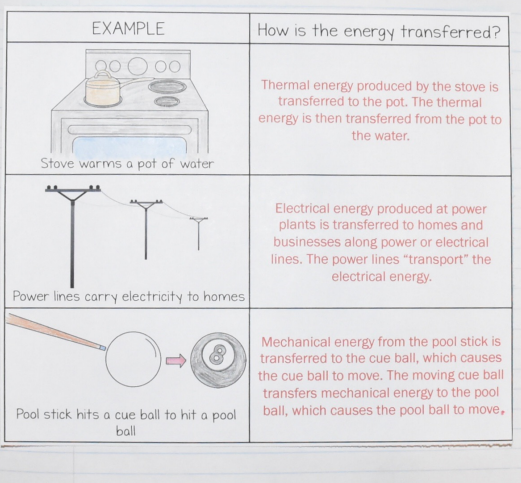 EXAMPLE
How is the energy transferred?
Stove warms a pot of water
Thermal energy produced by the stove is
transferred to the pot. The thermal
energy is then transferred from the pot to
the water.
Power lines carry electricity to homes
Electrical energy produced at power
plants is transferred to homes and
businesses along power or electrical
lines. The power lines “transport” the
electrical energy.
8
Pool stick hits a cue ball to hit a pool
ball
Mechanical energy from the pool stick is
transferred to the cue ball, which causes
the cue ball to move. The moving cue ball
transfers mechanical energy to the pool
ball, which causes the pool ball to move.